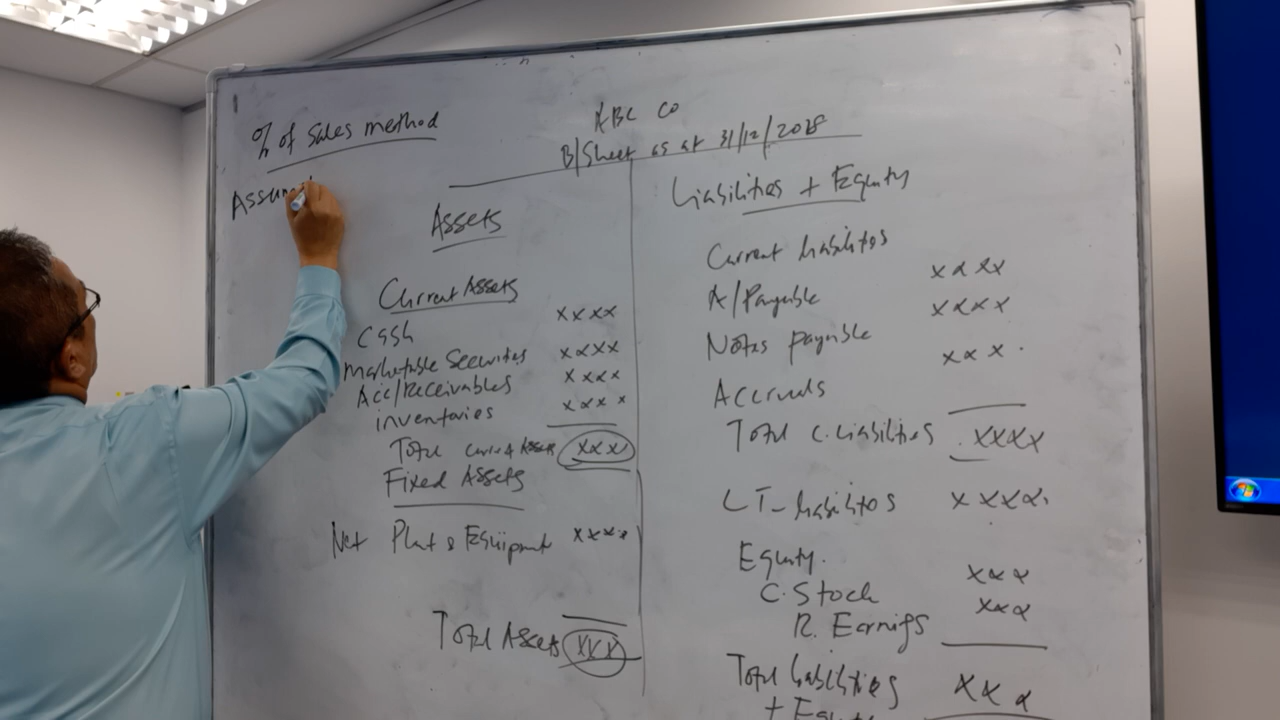 % of Sales method
Assum
ABC Co
B/Sheet as at 31/12/2018
Assets
Current Assets
Cash xxxx
Marketable Securities xxxx
Acc/Receivables xxxx
inventories xxxx
Total Current Assets xxx
Fixed Assets
Net Plant & Equipment xxxx
Total Assets xxx
Liabilities + Equity
Current liabilities
A/Payable xxxx
Notes payable xxxx
Accruals xxx
Total C. Liabilities xxxx
LT-liabilities xxxx
Equity.
C. Stock xxx
R. Earnings xxx
Total liabilities xxx
+ Equity